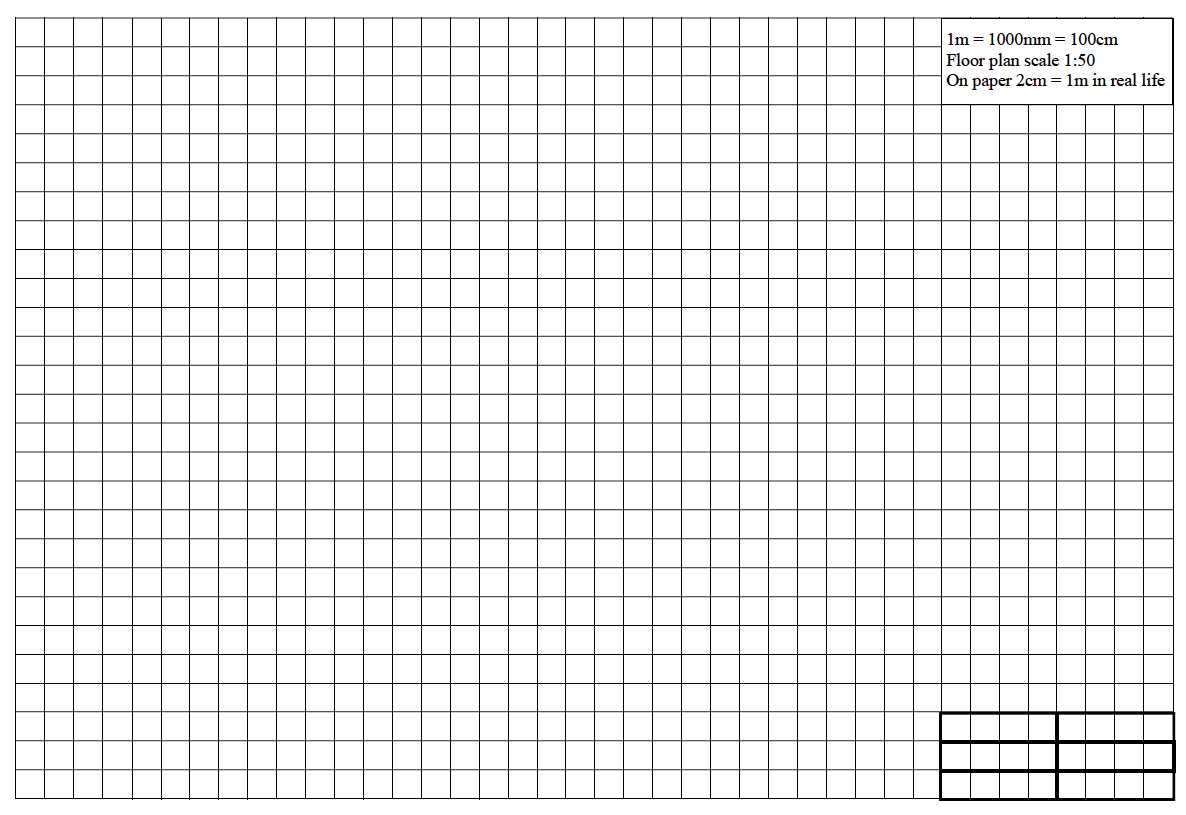 1m = 1000mm = 100cm
Floor plan scale 1:50
On paper 2cm = 1m in real life